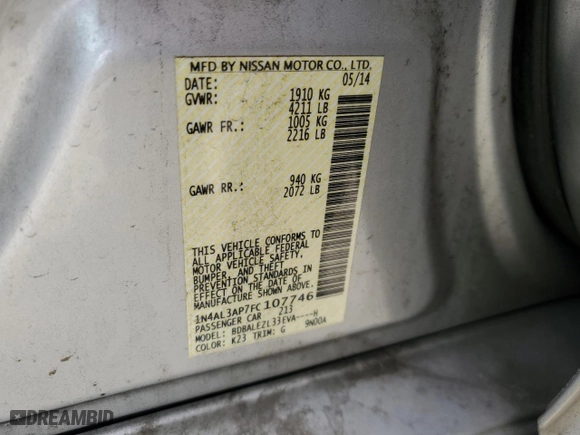 MFD BY NISSAN MOTOR CO., LTD.
DATE: 05/14
GVWR: 1910 KG
4211 LB
GAWR FR.: 1005 KG
2216 LB
GAWR RR.: 940 KG
2072 LB
THIS VEHICLE CONFORMS TO
ALL APPLICABLE FEDERAL
MOTOR VEHICLE SAFETY,
BUMPER, AND THEFT
PREVENTION STANDARDS IN
EFFECT ON THE DATE OF
MANUFACTURE SHOWN ABOVE.
1N4AL3AP7FC107746
PASSENGER CAR 213
MODEL: BDBALEZL33EVA----H
COLOR: K23 TRIM: G 9N00A
DREAMBID